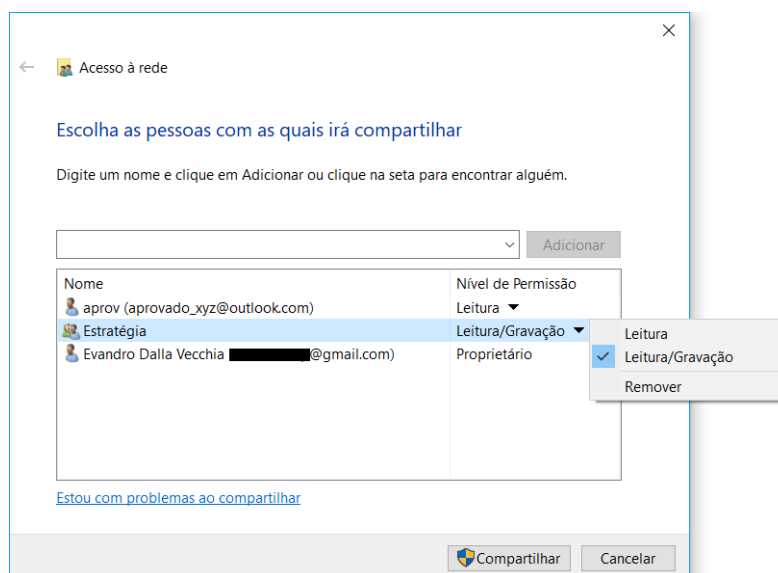 Acesso à rede
Escolha as pessoas com as quais irá compartilhar
Digite um nome e clique em Adicionar ou clique na seta para encontrar alguém.
Adicionar
Nome Nível de Permissão
aprov (aprovado_xyz@outlook.com) Leitura
Estratégia Leitura/Gravação
Leitura
Leitura/Gravação
Remover
Evandro Dalla Vecchia @gmail.com) Proprietário
Estou com problemas ao compartilhar
Compartilhar Cancelar